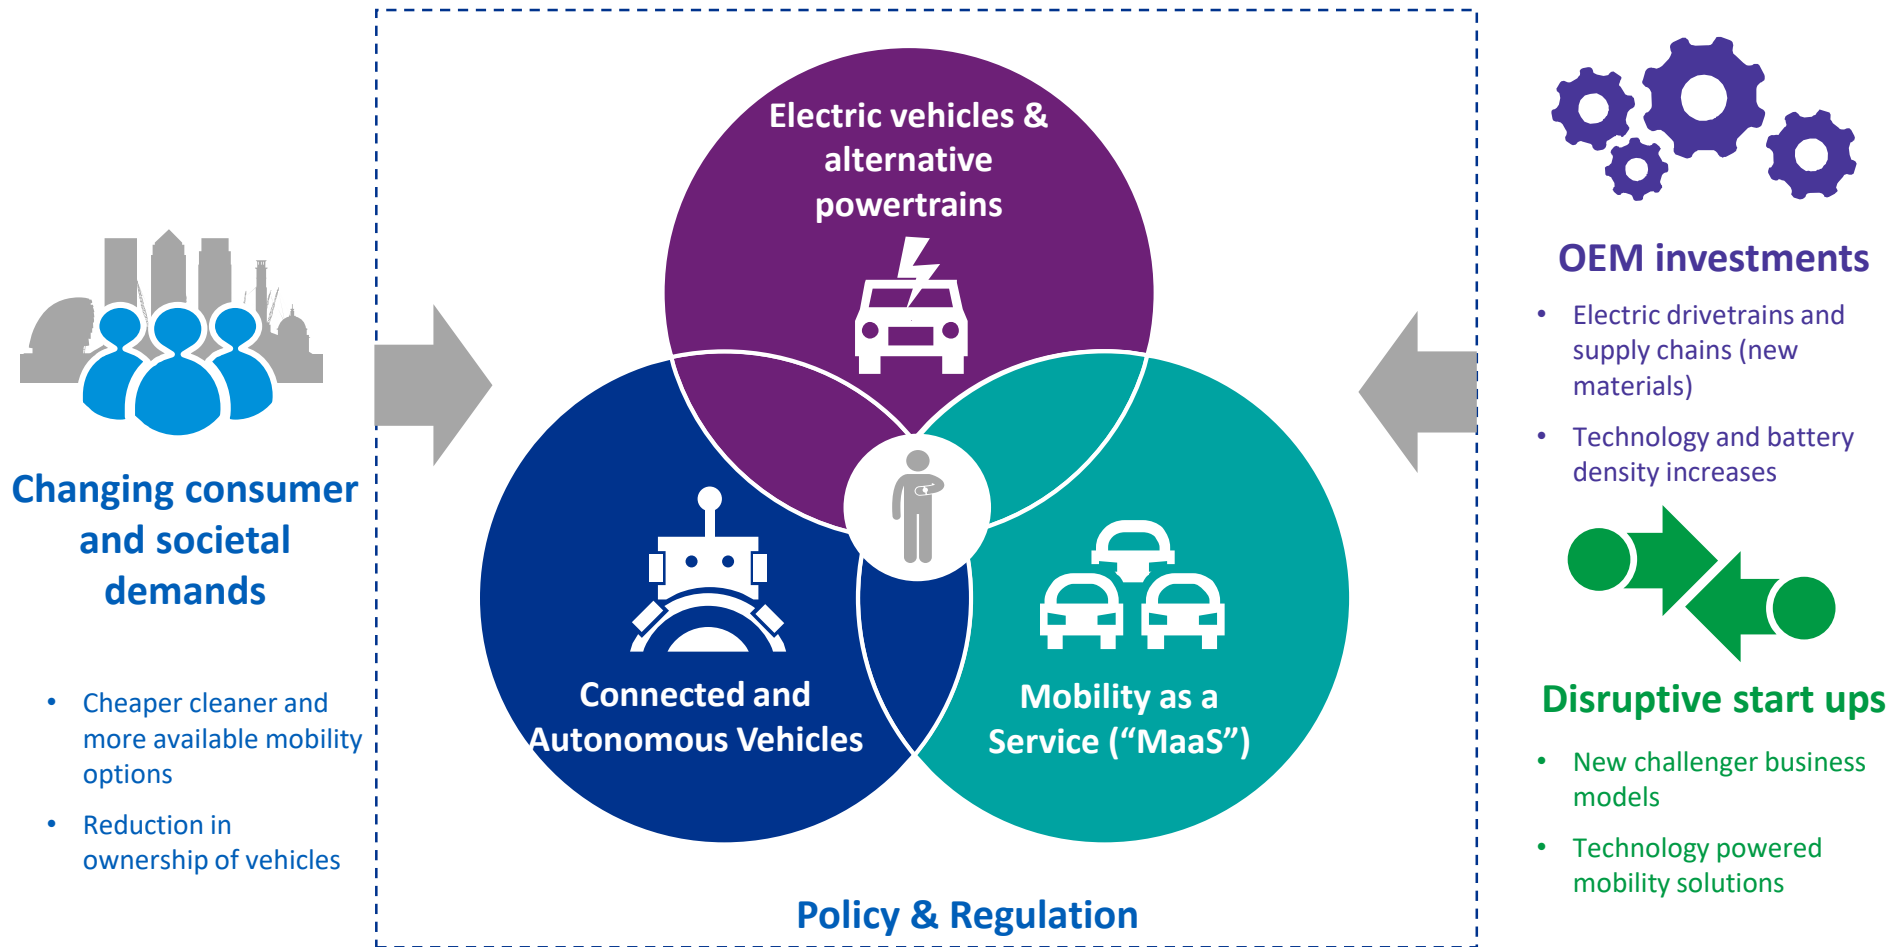 Changing consumer
and societal
demands
• Cheaper cleaner and
more available mobility
options
• Reduction in
ownership of vehicles
Electric vehicles &
alternative
powertrains
Connected and
Autonomous Vehicles
Mobility as a
Service (“MaaS”)
Policy & Regulation
OEM investments
• Electric drivetrains and
supply chains (new
materials)
• Technology and battery
density increases
Disruptive start ups
• New challenger business
models
• Technology powered
mobility solutions